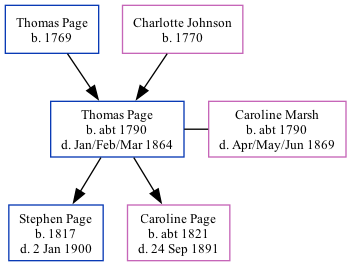 Thomas Page
b. 1769
Charlotte Johnson
b. 1770
Thomas Page
b. abt 1790
d. Jan/Feb/Mar 1864
Caroline Marsh
b. abt 1790
d. Apr/May/Jun 1869
Stephen Page
b. 1817
d. 2 Jan 1900
Caroline Page
b. abt 1821
d. 24 Sep 1891